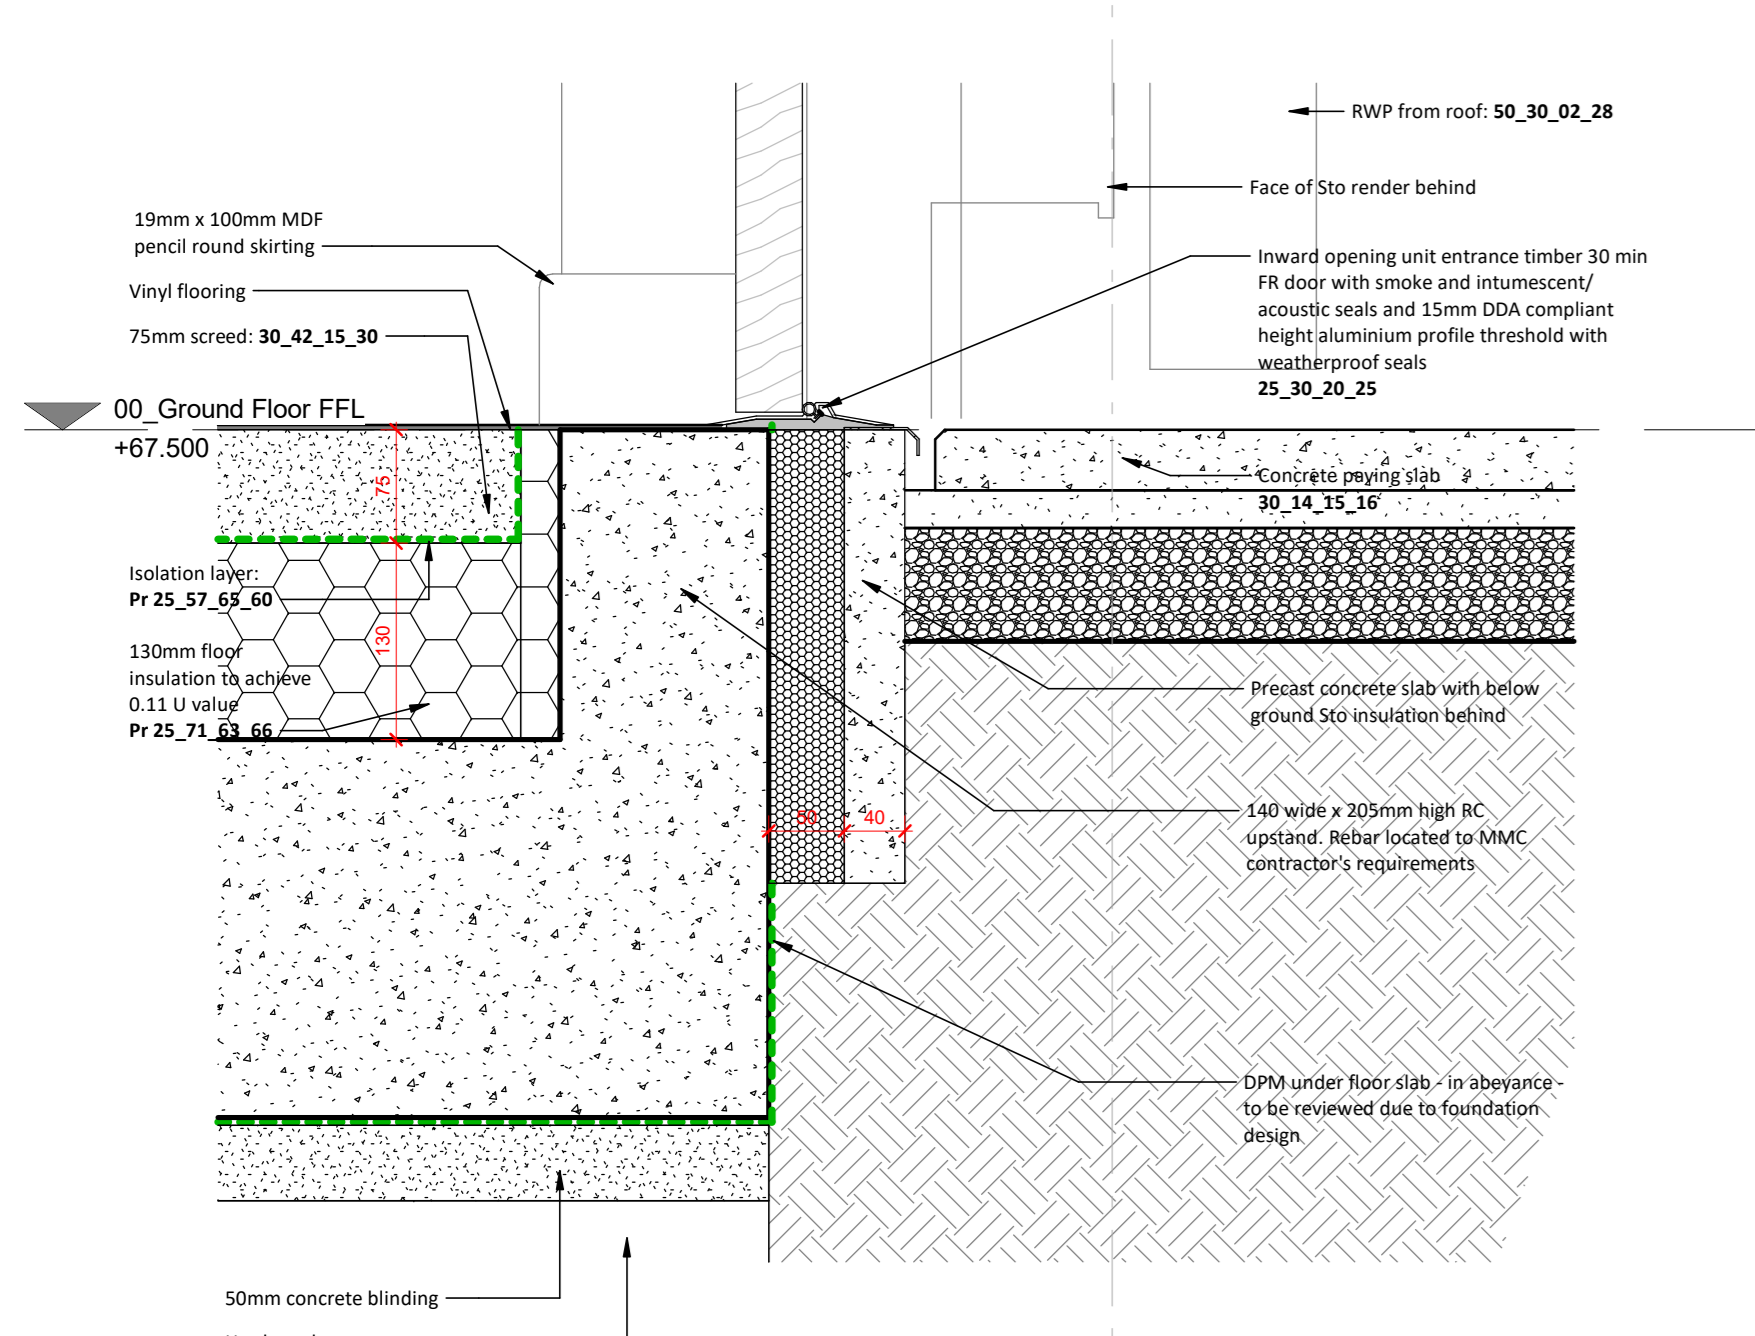 RWP from roof: 50_30_02_28
Face of Sto render behind
19mm x 100mm MDF
pencil round skirting
Inward opening unit entrance timber 30 min
FR door with smoke and intumescent/
acoustic seals and 15mm DDA compliant
height aluminium profile threshold with
weatherproof seals
25_30_20_25
Vinyl flooring
75mm screed: 30_42_15_30
00_Ground Floor FFL
+67.500
75
Concrete paving slab
30_14_15_16
Isolation layer:
Pr 25_57_65_60
130
130mm floor
insulation to achieve
0.11 U value
Pr 25_71_63_66
Precast concrete slab with below
ground Sto insulation behind
50
40
140 wide x 205mm high RC
upstand. Rebar located to MMC
contractor's requirements
DPM under floor slab - in abeyance -
to be reviewed due to foundation
design
50mm concrete blinding